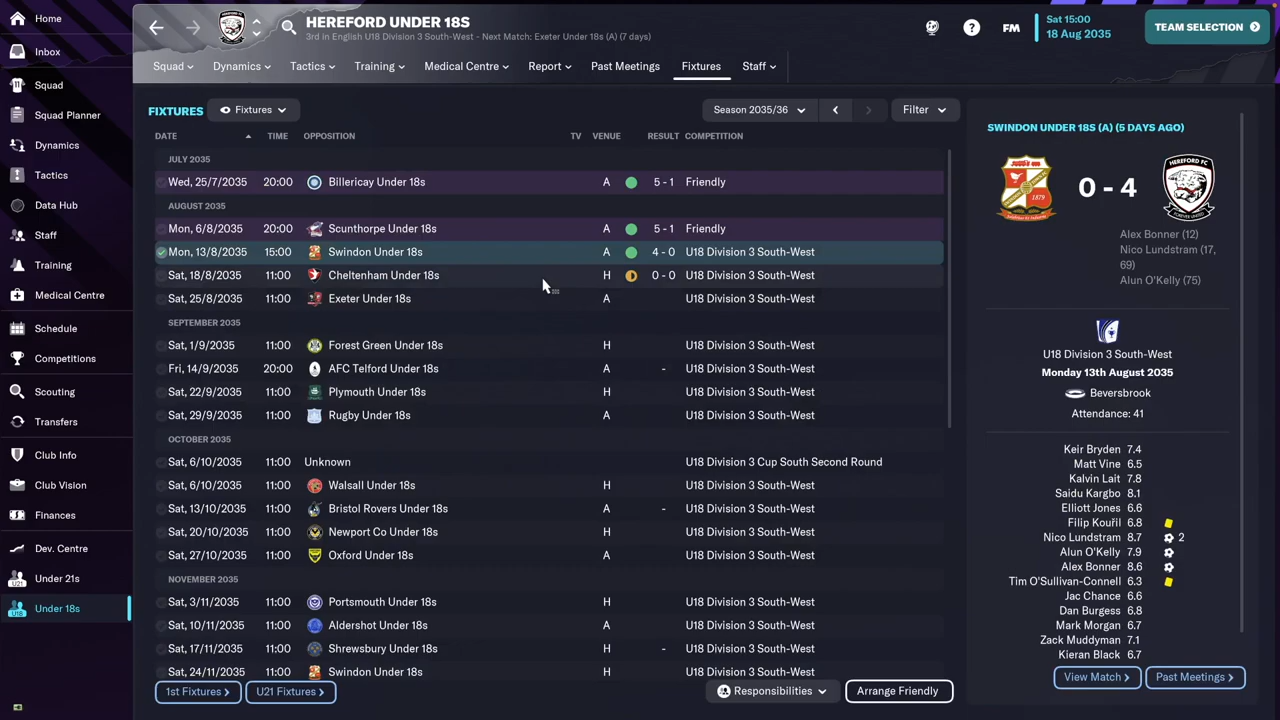 Home
Inbox
Squad
Squad Planner
Dynamics
Tactics
Data Hub
Staff
Training
Medical Centre
Schedule
Competitions
Scouting
Transfers
Club Info
Club Vision
Finances
Dev. Centre
Under 21s
Under 18s
HEREFORD UNDER 18S
3rd in English U18 Division 3 South-West - Next Match: Exeter Under 18s (A) (7 days)
FM
Sat 15:00
18 Aug 2035
TEAM SELECTION
Squad Dynamics Tactics Training Medical Centre Report Past Meetings Fixtures Staff
FIXTURES Fixtures Season 2035/36 Filter
DATE TIME OPPOSITION TV VENUE RESULT COMPETITION
JULY 2035
Wed, 25/7/2035 20:00 Billericay Under 18s A 5 - 1 Friendly
AUGUST 2035
Mon, 6/8/2035 20:00 Scunthorpe Under 18s A 5 - 1 Friendly
Mon, 13/8/2035 15:00 Swindon Under 18s A 4 - 0 U18 Division 3 South-West
Sat, 18/8/2035 11:00 Cheltenham Under 18s H 0 - 0 U18 Division 3 South-West
Sat, 25/8/2035 11:00 Exeter Under 18s A U18 Division 3 South-West
SEPTEMBER 2035
Sat, 1/9/2035 11:00 Forest Green Under 18s H U18 Division 3 South-West
Fri, 14/9/2035 20:00 AFC Telford Under 18s A - U18 Division 3 South-West
Sat, 22/9/2035 11:00 Plymouth Under 18s H U18 Division 3 South-West
Sat, 29/9/2035 11:00 Rugby Under 18s A U18 Division 3 South-West
OCTOBER 2035
Sat, 6/10/2035 11:00 Unknown U18 Division 3 Cup South Second Round
Sat, 6/10/2035 11:00 Walsall Under 18s H U18 Division 3 South-West
Sat, 13/10/2035 11:00 Bristol Rovers Under 18s A - U18 Division 3 South-West
Sat, 20/10/2035 11:00 Newport Co Under 18s H U18 Division 3 South-West
Sat, 27/10/2035 11:00 Oxford Under 18s A U18 Division 3 South-West
NOVEMBER 2035
Sat, 3/11/2035 11:00 Portsmouth Under 18s H U18 Division 3 South-West
Sat, 10/11/2035 11:00 Aldershot Under 18s A U18 Division 3 South-West
Sat, 17/11/2035 11:00 Shrewsbury Under 18s H - U18 Division 3 South-West
Sat, 24/11/2035 11:00 Swindon Under 18s H U18 Division 3 South-West
1st Fixtures > U21 Fixtures > Responsibilities Arrange Friendly
SWINDON UNDER 18S (A) (5 DAYS AGO)
0 - 4
Alex Bonner (12)
Nico Lundstram (17,
69)
Alun O'Kelly (75)
U18 Division 3 South-West
Monday 13th August 2035
Beversbrook
Attendance: 41
Keir Bryden 7.4
Matt Vine 6.5
Kalvin Lait 7.8
Saidu Kargbo 8.1
Elliott Jones 6.6
Filip Kouřil 6.8
Nico Lundstram 8.7 2
Alun O'Kelly 7.9
Alex Bonner 8.6
Tim O'Sullivan-Connell 6.3
Jac Chance 6.6
Dan Burgess 6.8
Mark Morgan 6.7
Zack Muddyman 7.1
Kieran Black 6.7
View Match > Past Meetings >